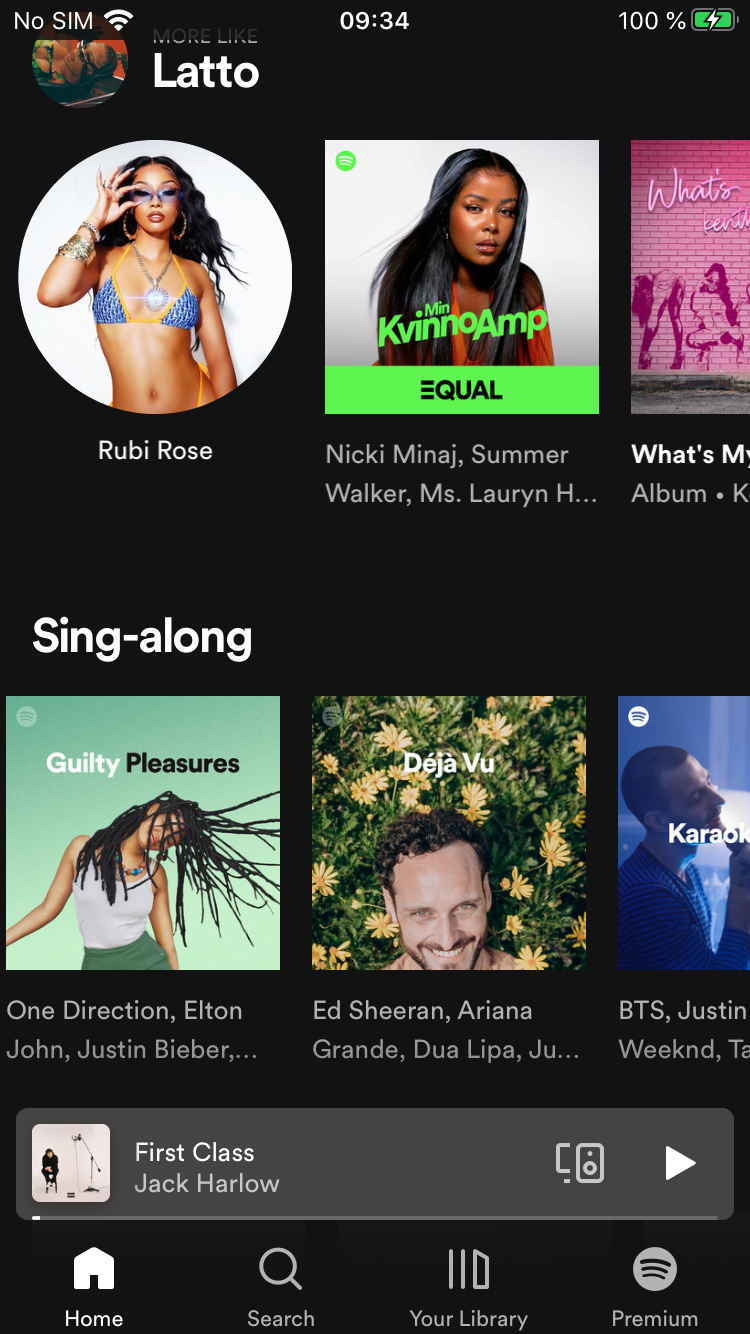 No SIM 09:34 100 %
MORE LIKE
Latto
What's
Min
KvinnoAmp
EQUAL
Rubi Rose
Nicki Minaj, Summer
Walker, Ms. Lauryn H...
What's My
Album • K
Sing-along
Guilty Pleasures
Déjà Vu
Karaok
One Direction, Elton
John, Justin Bieber,...
Ed Sheeran, Ariana
Grande, Dua Lipa, Ju...
BTS, Justin
Weeknd, Ta
First Class
Jack Harlow
Home
Search
Your Library
Premium